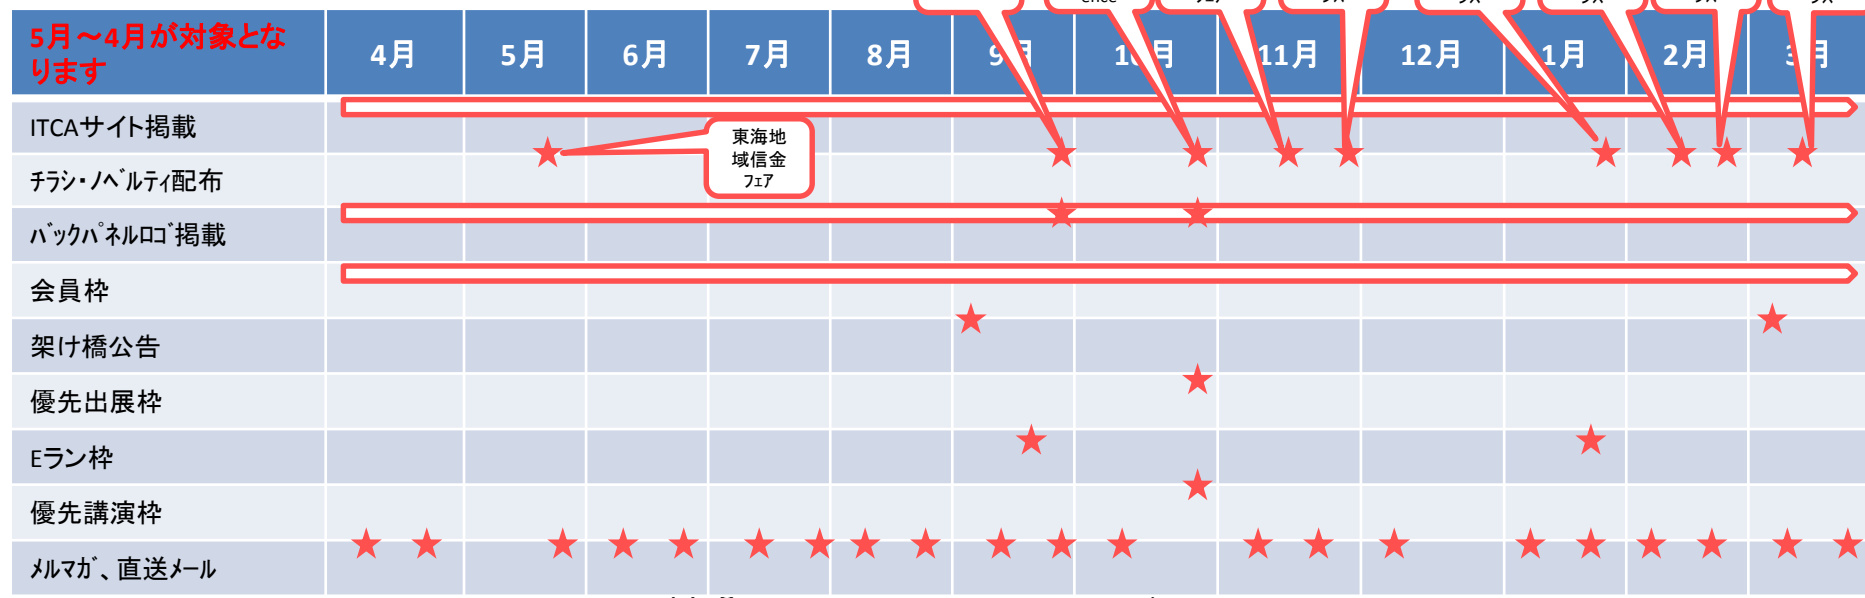 5月～4月が対象とな
ります
4月
5月
6月
7月
8月
11月
12月
1月
2月
ITCAサイト掲載
東海地
域信金
フェア
チラシ・ノベルティ配布
バックパネルロゴ掲載
会員枠
架け橋公告
優先出展枠
Eラン枠
優先講演枠
メルマガ、直送メール